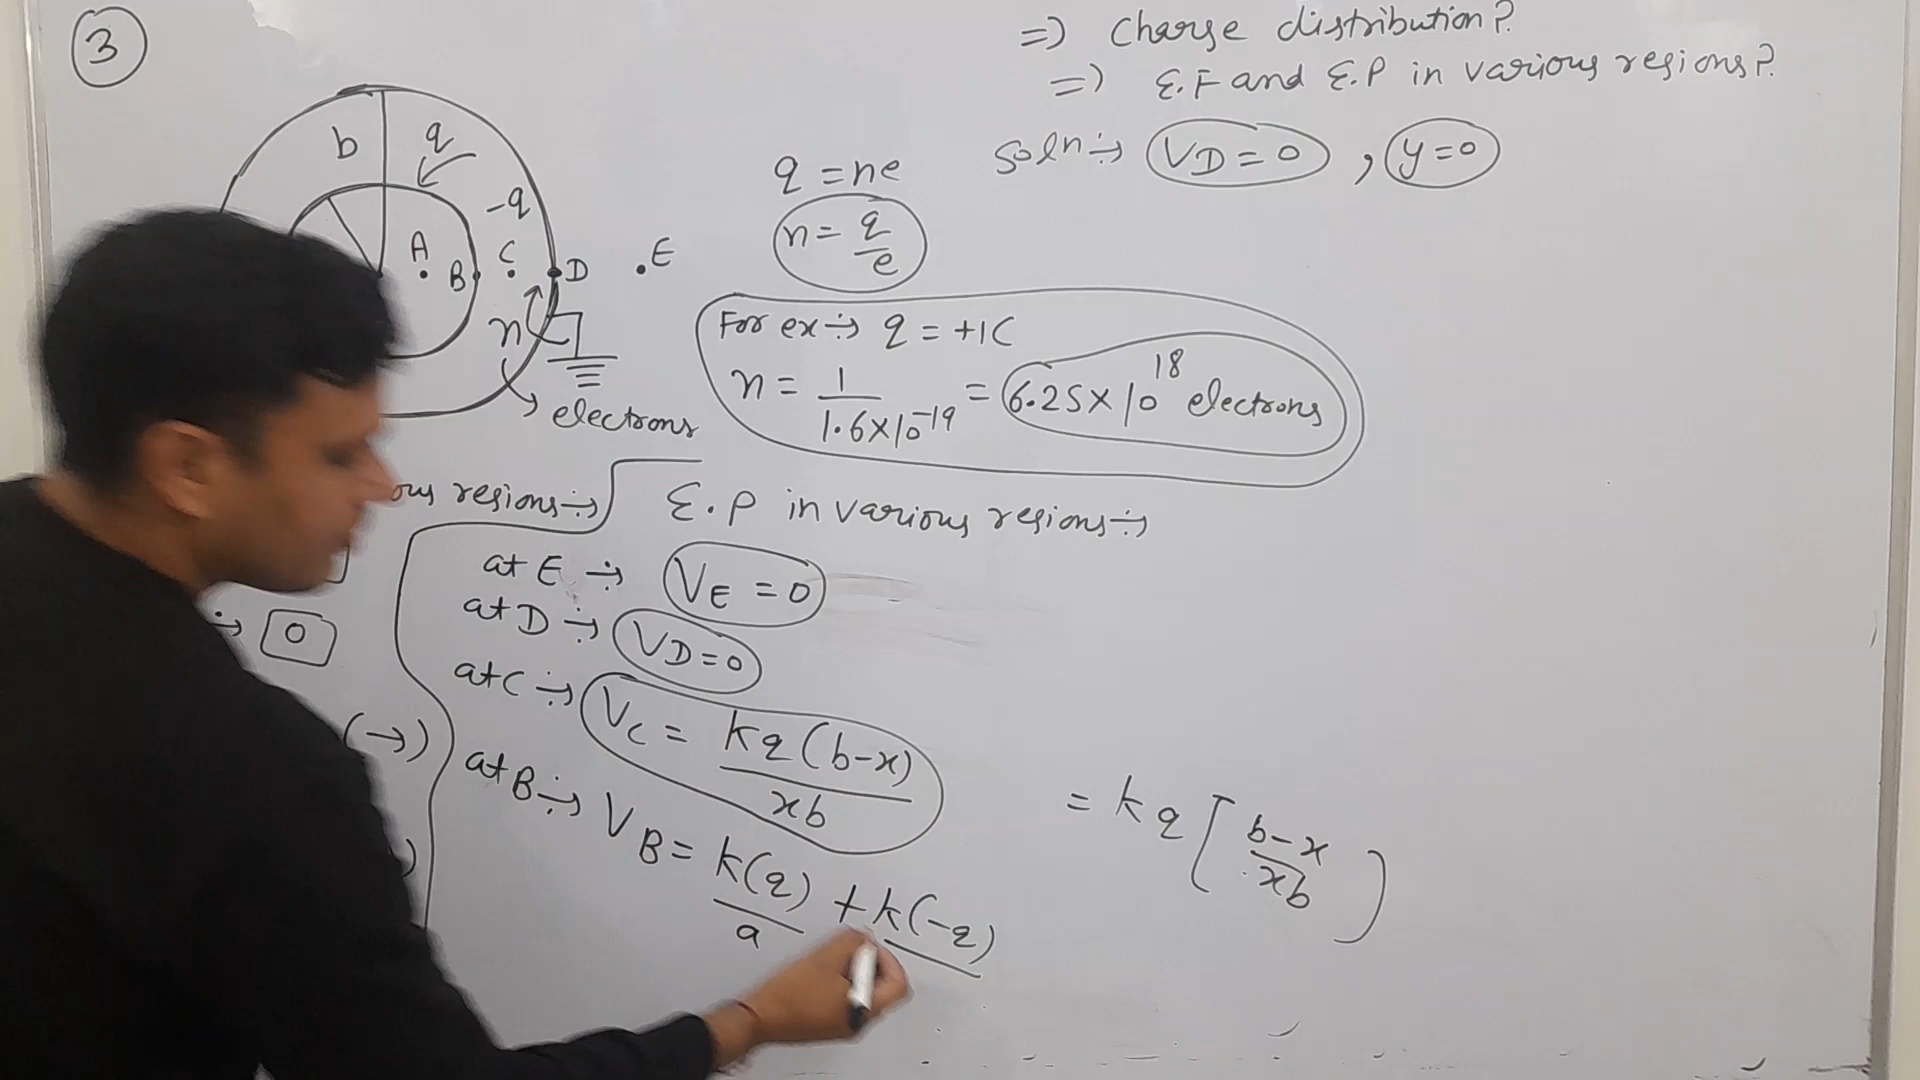 3
=> Charge distribution?
=> E.F and E.P in various regions?
Soln÷> VD = 0 , y = 0
b
q
-q
A
B
C
D
.E
n
electrons
q = ne
n = q/e
For ex÷> q = +1C
n = 1/1.6×10^-19 = 6.25×10^18 electrons
regions÷>
0
(→)
)
E.P in various regions÷>
at E ÷> VE = 0
at D ÷> VD = 0
at C ÷> Vc = kq(b-x)/xb
= kq[b-x/xb)
at B ÷> VB = k(q)/a + k(-q)